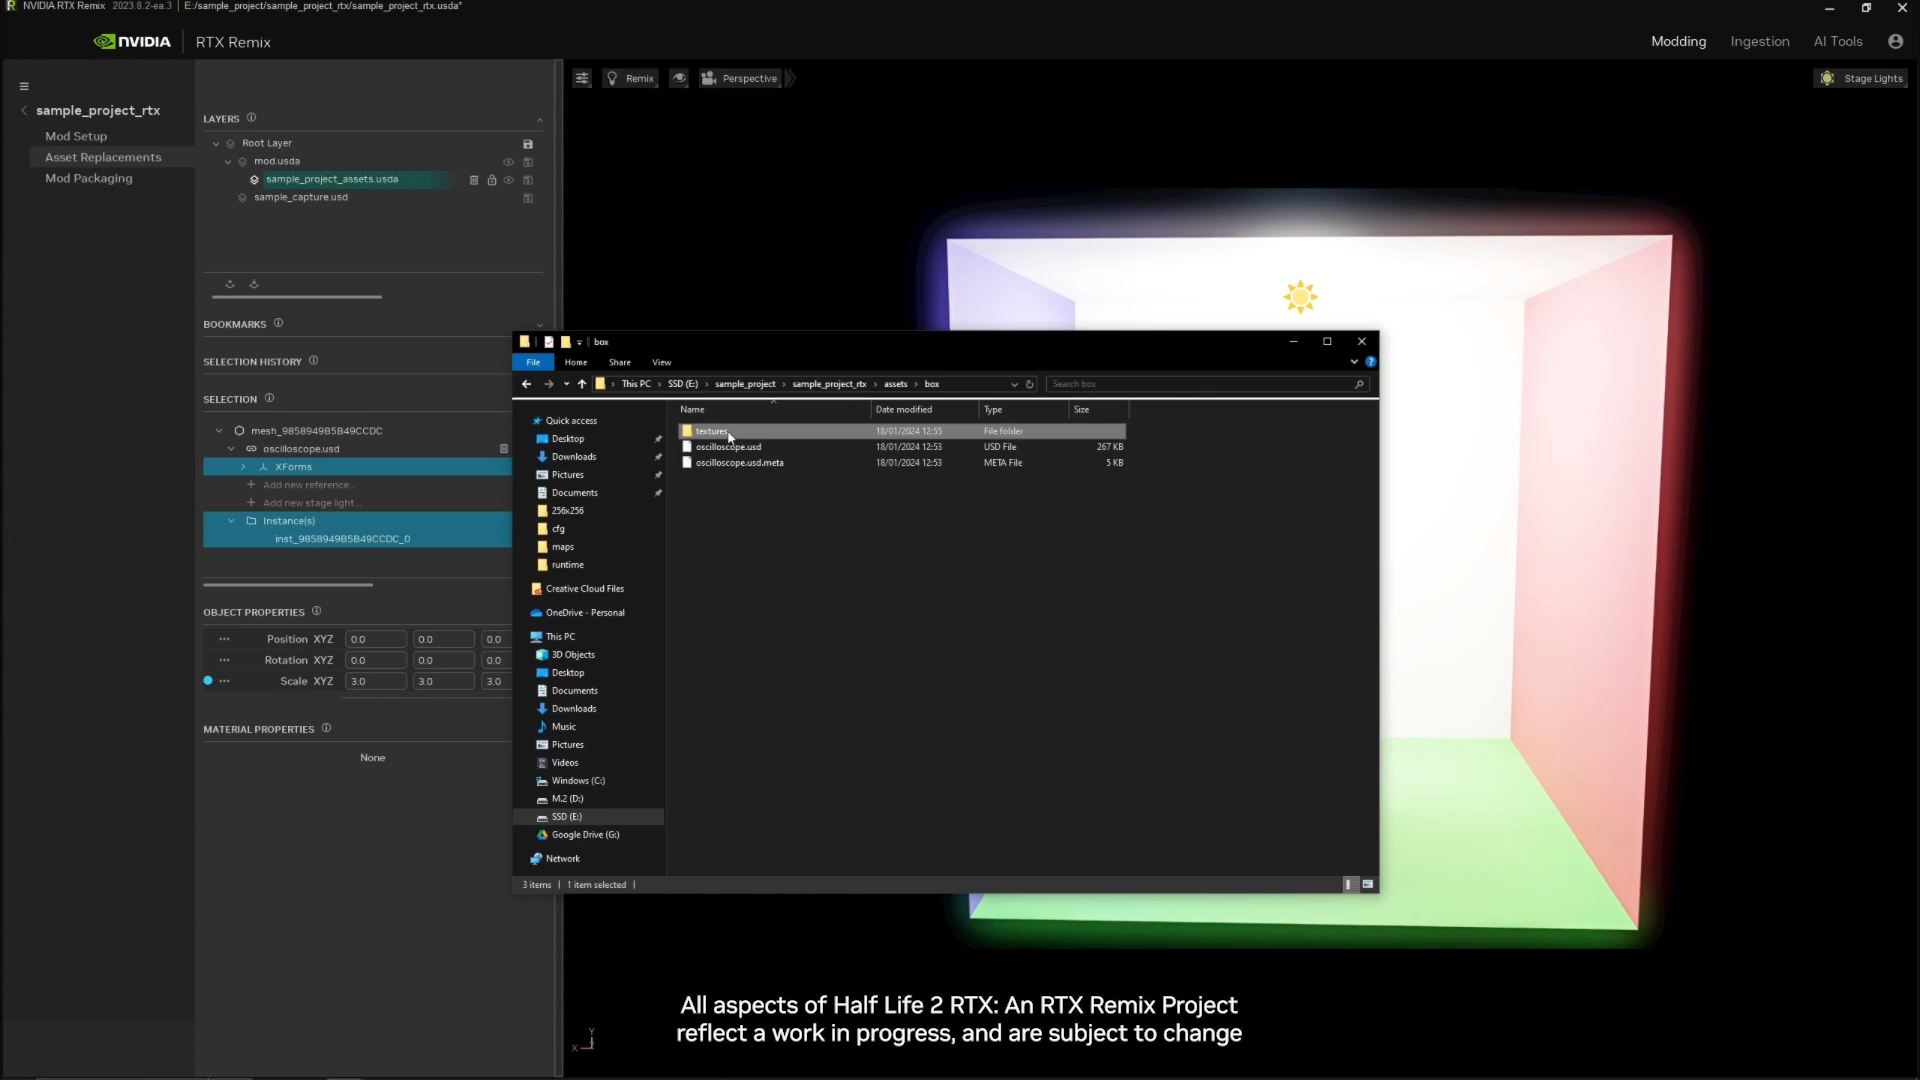 NVIDIA RTX Remix 2023.8.2-ea.3 | E:/sample_project/sample_project_rtx/sample_project_rtx.usda*
NVIDIA RTX Remix
Modding Ingestion AI Tools
sample_project_rtx
Mod Setup
Asset Replacements
Mod Packaging
LAYERS
Root Layer
mod.usda
sample_project_assets.usda
sample_capture.usd
BOOKMARKS
SELECTION HISTORY
SELECTION
mesh_9858949B5B49CCDC
oscilloscope.usd
XForms
Add new reference...
Add new stage light...
Instance(s)
inst_9858949B5B49CCDC_0
OBJECT PROPERTIES
Position XYZ 0.0 0.0 0.0
Rotation XYZ 0.0 0.0 0.0
Scale XYZ 3.0 3.0 3.0
MATERIAL PROPERTIES
None
Remix Perspective Stage Lights
box
File Home Share View
This PC SSD (E:) sample_project sample_project_rtx assets box
Search box
Quick access
Desktop
Downloads
Pictures
Documents
256x256
cfg
maps
runtime
Creative Cloud Files
OneDrive - Personal
This PC
3D Objects
Desktop
Documents
Downloads
Music
Pictures
Videos
Windows (C:)
M.2 (D:)
SSD (E:)
Google Drive (G:)
Network
Name Date modified Type Size
textures 18/01/2024 12:55 File folder
oscilloscope.usd 18/01/2024 12:53 USD File 267 KB
oscilloscope.usd.meta 18/01/2024 12:53 META File 5 KB
3 items 1 item selected
All aspects of Half Life 2 RTX: An RTX Remix Project
reflect a work in progress, and are subject to change
Y
X